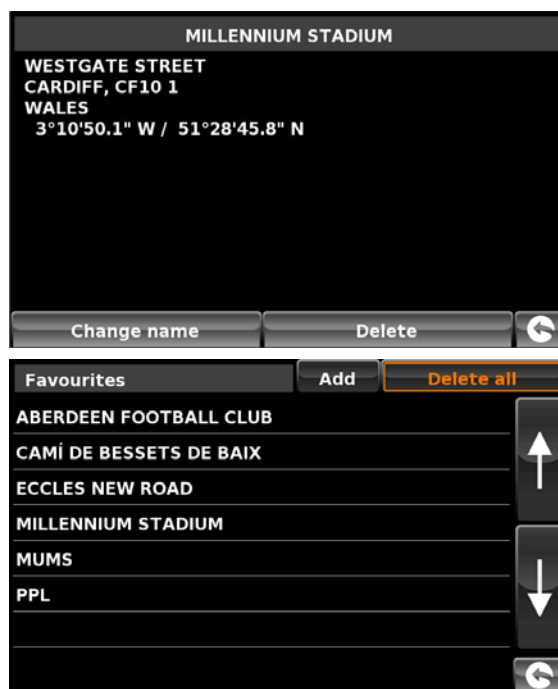 MILLENNIUM STADIUM
WESTGATE STREET
CARDIFF, CF10 1
WALES
3°10'50.1" W / 51°28'45.8" N
Change name Delete
Favourites Add Delete all
ABERDEEN FOOTBALL CLUB
CAMÍ DE BESSETS DE BAIX
ECCLES NEW ROAD
MILLENNIUM STADIUM
MUMS
PPL